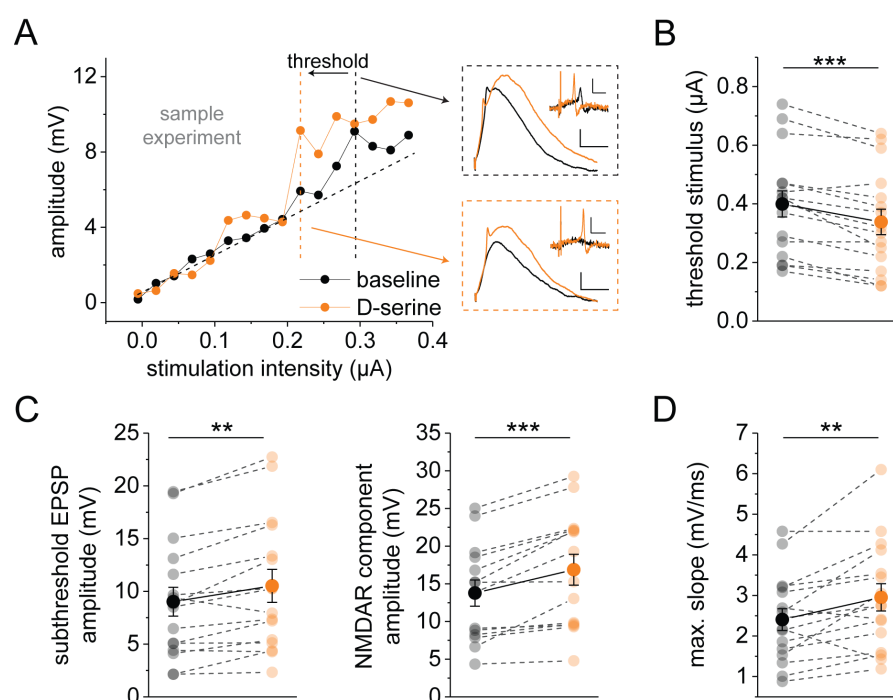 A
threshold
sample
experiment
amplitude (mV)
12
8
4
0
0.0
0.1
0.2
0.3
0.4
stimulation intensity (µA)
baseline
D-serine
B
***
threshold stimulus (µA)
0.8
0.6
0.4
0.2
0.0
C
**
subthreshold EPSP
amplitude (mV)
25
20
15
10
5
0
***
NMDAR component
amplitude (mV)
35
30
25
20
15
10
5
0
D
**
max. slope (mV/ms)
7
6
5
4
3
2
1